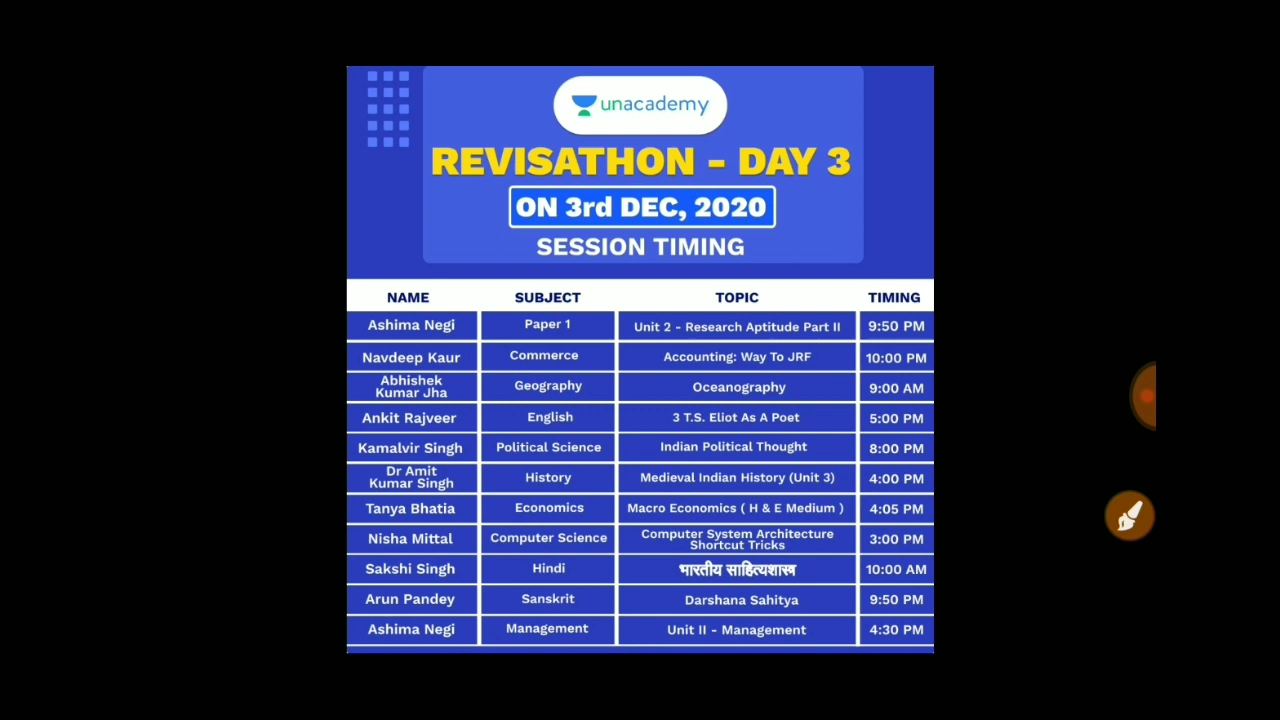 unacademy
REVISATHON - DAY 3
ON 3rd DEC, 2020
SESSION TIMING
NAME SUBJECT TOPIC TIMING
Ashima Negi Paper 1 Unit 2 - Research Aptitude Part II 9:50 PM
Navdeep Kaur Commerce Accounting: Way To JRF 10:00 PM
Abhishek
Kumar Jha Geography Oceanography 9:00 AM
Ankit Rajveer English 3 T.S. Eliot As A Poet 5:00 PM
Kamalvir Singh Political Science Indian Political Thought 8:00 PM
Dr Amit
Kumar Singh History Medieval Indian History (Unit 3) 4:00 PM
Tanya Bhatia Economics Macro Economics ( H & E Medium ) 4:05 PM
Nisha Mittal Computer Science Computer System Architecture
Shortcut Tricks 3:00 PM
Sakshi Singh Hindi भारतीय साहित्यशास्त्र 10:00 AM
Arun Pandey Sanskrit Darshana Sahitya 9:50 PM
Ashima Negi Management Unit II - Management 4:30 PM